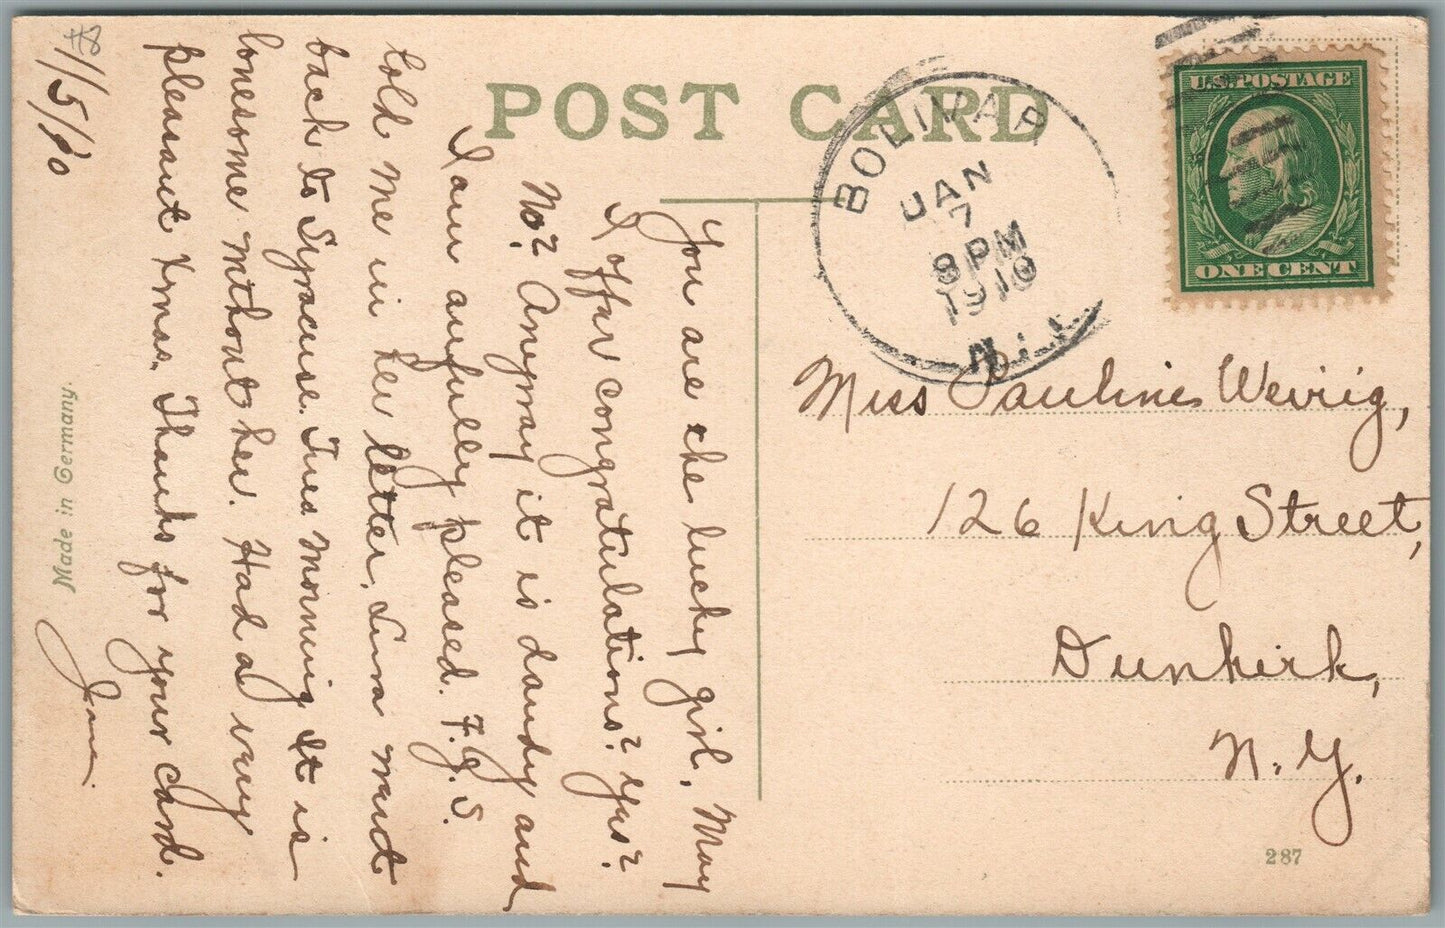 POST CARD
BOLIVAR
JAN
7
8 PM
1910
N.Y.
U.S. POSTAGE
ONE CENT
Miss Pauline Weirig,
126 King Street,
Dunkirk,
N.Y.
287
Made in Germany.
1/5/10
You are the lucky girl, May
I offer congratulations? Yes?
No? Anyway it is dandy and
I am awfully pleased. F.G.S.
told me in her letter, went
back to Syracuse. Tues morning It is
lonesome without her. Had a very
pleasant Xmas. Thanks for your card.